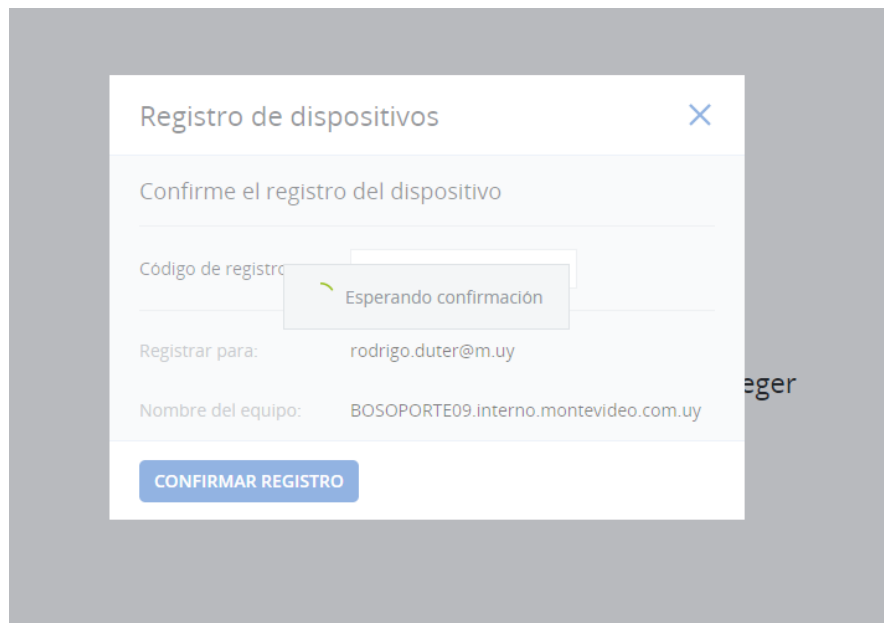 Registro de dispositivos
Confirme el registro del dispositivo
Código de registro
Esperando confirmación
Registrar para: rodrigo.duter@m.uy
eger
Nombre del equipo: BOSOPORTE09.interno.montevideo.com.uy
CONFIRMAR REGISTRO